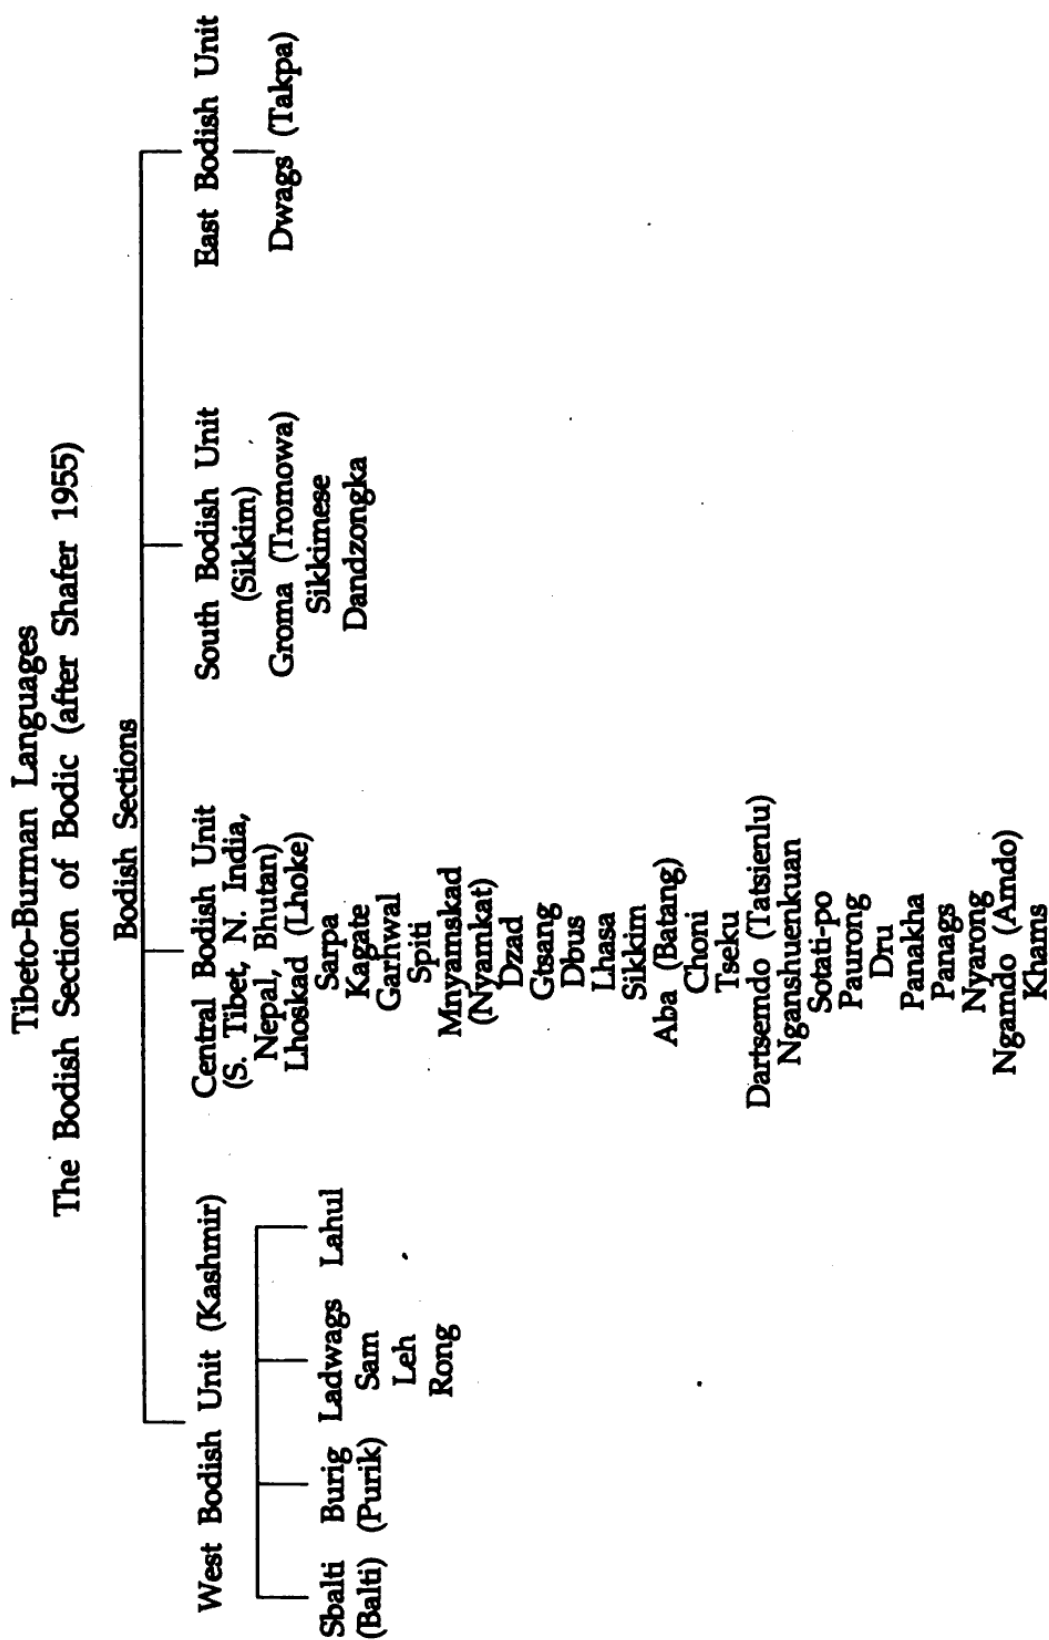 Tibeto-Burman Languages
The Bodish Section of Bodic (after Shafer 1955)
Bodish Sections
West Bodish Unit (Kashmir)
Sbalti Burig Ladwags Lahul
(Balti) (Purik) Sam
Leh
Rong
Central Bodish Unit
(S. Tibet, N. India,
Nepal, Bhutan)
Lhoskad (Lhoke)
Sarpa
Kagate
Garhwal
Spiti
Mnyamskad
(Nyamkat)
Dzad
Gtsang
Dbus
Lhasa
Sikkim
Aba (Batang)
Choni
Tseku
Dartsemdo (Tatsienlu)
Nganshuenkuan
Sotati-po
Paurong
Dru
Panakha
Panags
Nyarong
Ngamdo (Amdo)
Khams
South Bodish Unit
(Sikkim)
Groma (Tromowa)
Sikkimese
Dandzongka
East Bodish Unit
Dwags (Takpa)